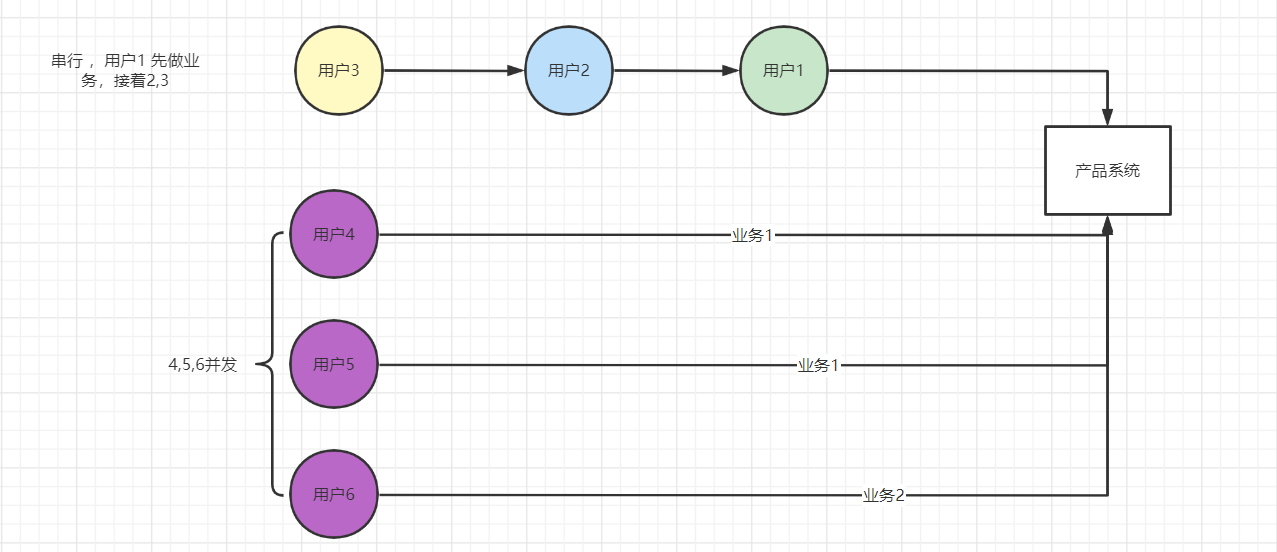 串行 ，用户1 先做业
务，接着2,3
用户3
用户2
用户1
产品系统
用户4
业务1
4,5,6并发
用户5
业务1
用户6
业务2